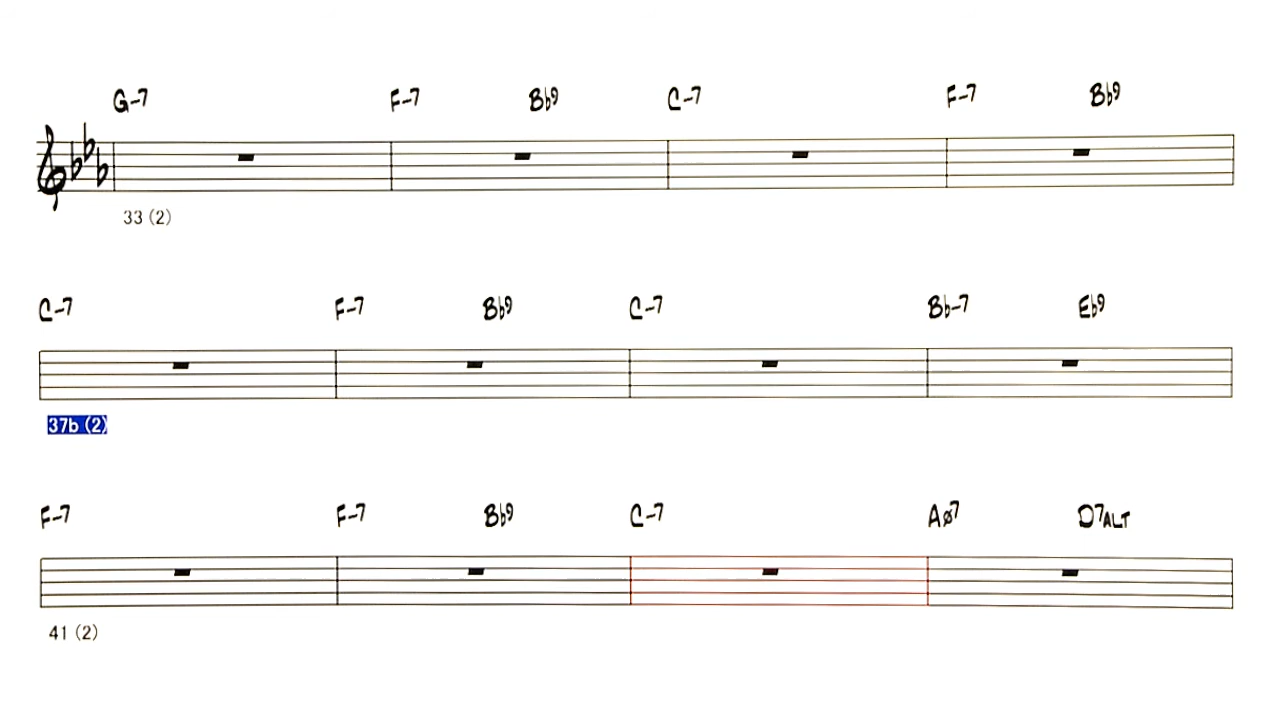 G-7 F-7 Bb9 C-7 F-7 Bb9
33 (2)
C-7 F-7 Bb9 C-7 Bb-7 Eb9
37b (2)
F-7 F-7 Bb9 C-7 Aø7 D7ALT
41 (2)